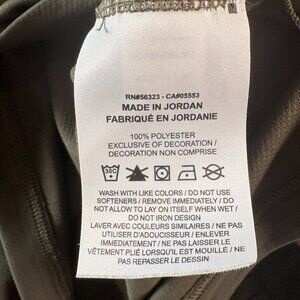 RN#56323 - CA#05553
MADE IN JORDAN
FABRIQUÉ EN JORDANIE
100% POLYESTER
EXCLUSIVE OF DECORATION /
DECORATION NON COMPRISE
30C
WASH WITH LIKE COLORS / DO NOT USE
SOFTENERS / REMOVE IMMEDIATELY / DO
NOT ALLOW TO LAY ON ITSELF WHEN WET /
DO NOT IRON DESIGN
LAVER AVEC COULEURS SIMILAIRES / NE PAS
UTILISER D'ADOUCISSEUR / ENLEVER
IMMÉDIATEMENT / NE PAS LAISSER LE
VÊTEMENT PLIÉ LORSQU'IL EST MOUILLÉ / NE
PAS REPASSER LE DESSIN